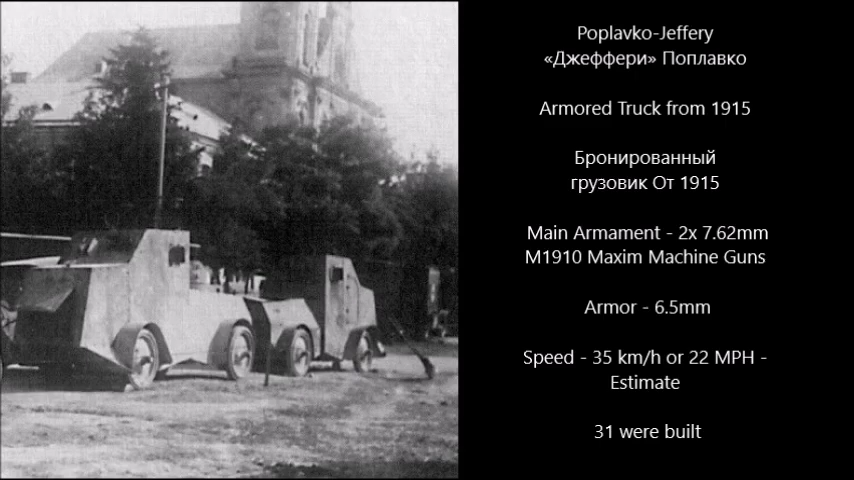 Poplavko-Jeffery
«Джеффери» Поплавко
Armored Truck from 1915
Бронированный
грузовик От 1915
Main Armament - 2x 7.62mm
M1910 Maxim Machine Guns
Armor - 6.5mm
Speed - 35 km/h or 22 MPH -
Estimate
31 were built